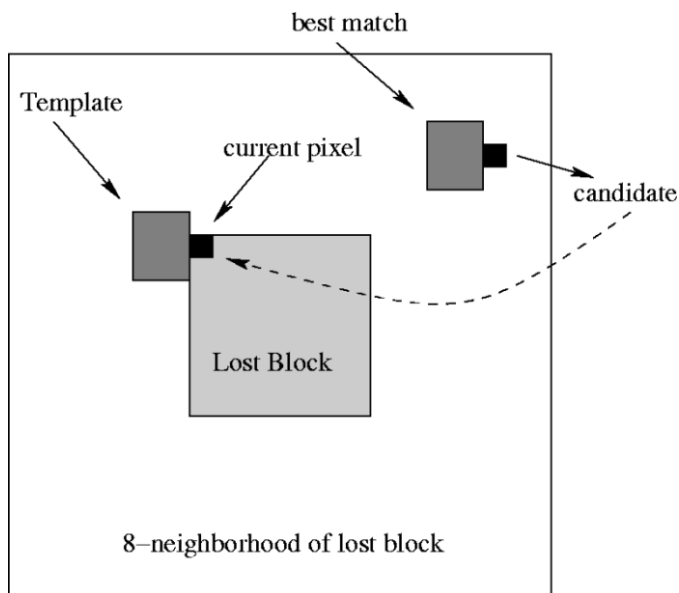 best match
Template
current pixel
candidate
Lost Block
8–neighborhood of lost block